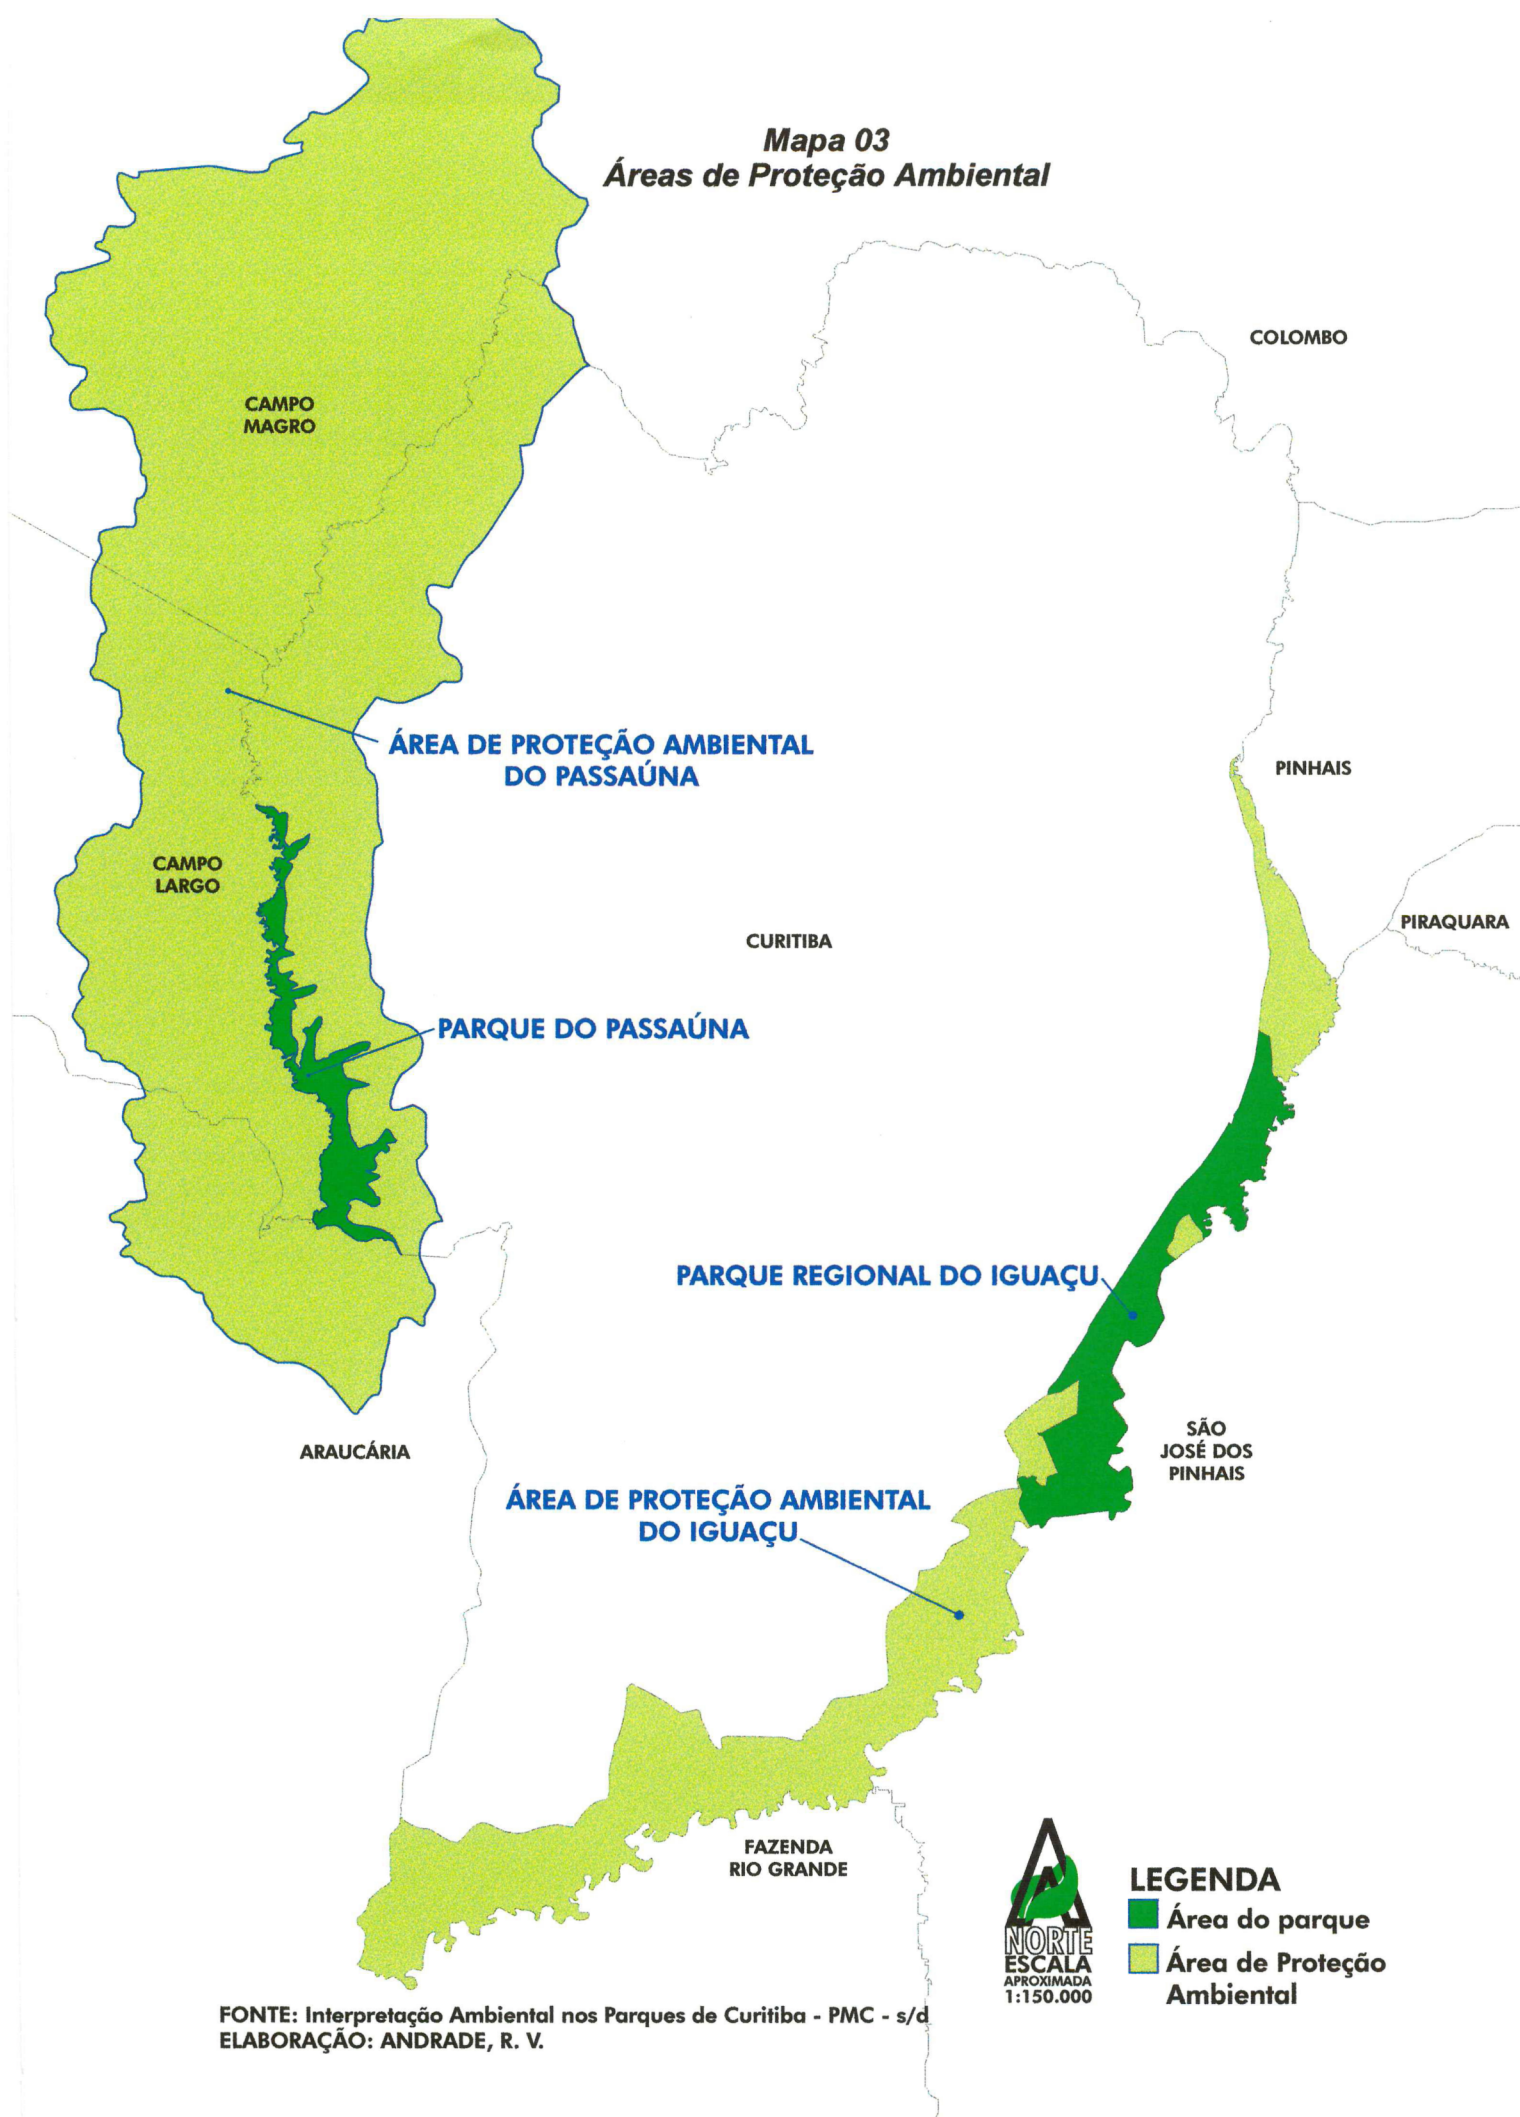 Mapa 03
Áreas de Proteção Ambiental
COLOMBO
CAMPO
MAGRO
ÁREA DE PROTEÇÃO AMBIENTAL
DO PASSAÚNA
PINHAIS
CAMPO
LARGO
PIRAQUARA
CURITIBA
PARQUE DO PASSAÚNA
PARQUE REGIONAL DO IGUAÇU
SÃO
JOSÉ DOS
PINHAIS
ARAUCÁRIA
ÁREA DE PROTEÇÃO AMBIENTAL
DO IGUAÇU
FAZENDA
RIO GRANDE
NORTE
ESCALA
APROXIMADA
1:150.000
LEGENDA
Área do parque
Área de Proteção
Ambiental
FONTE: Interpretação Ambiental nos Parques de Curitiba - PMC - s/d
ELABORAÇÃO: ANDRADE, R. V.